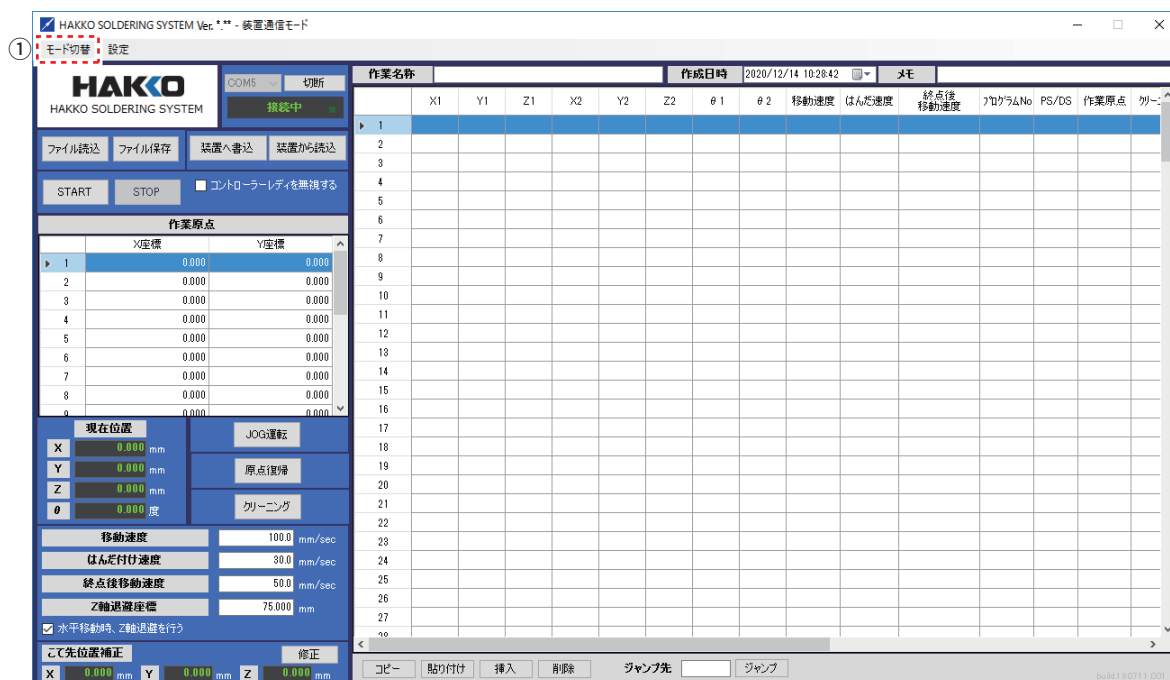 HAKKO SOLDERING SYSTEM Ver. *.** - 装置通信モード
① モード切替 設定
HAKKO
HAKKO SOLDERING SYSTEM
COM5 切断
接続中
ファイル読込 ファイル保存 装置へ書込 装置から読込
START STOP コントローラーレディを無視する
作業原点
X座標 Y座標
1 0.000 0.000
2 0.000 0.000
3 0.000 0.000
4 0.000 0.000
5 0.000 0.000
6 0.000 0.000
7 0.000 0.000
8 0.000 0.000
9 0.000 0.000
現在位置
X 0.000 mm
Y 0.000 mm
Z 0.000 mm
θ 0.000 度
JOG運転
原点復帰
クリーニング
移動速度 100.0 mm/sec
はんだ付け速度 30.0 mm/sec
終点後移動速度 50.0 mm/sec
Z軸退避座標 75.000 mm
水平移動時、Z軸退避を行う
こて先位置補正 修正
X 0.000 mm Y 0.000 mm Z 0.000 mm
作業名称 作成日時 2020/12/14 10:28:42 メモ
X1 Y1 Z1 X2 Y2 Z2 θ1 θ2 移動速度 はんだ速度 終点後移動速度 プログラムNo PS/DS 作業原点
1
2
3
4
5
6
7
8
9
10
11
12
13
14
15
16
17
18
19
20
21
22
23
24
25
26
27
28
コピー 貼り付け 挿入 削除 ジャンプ先 ジャンプ